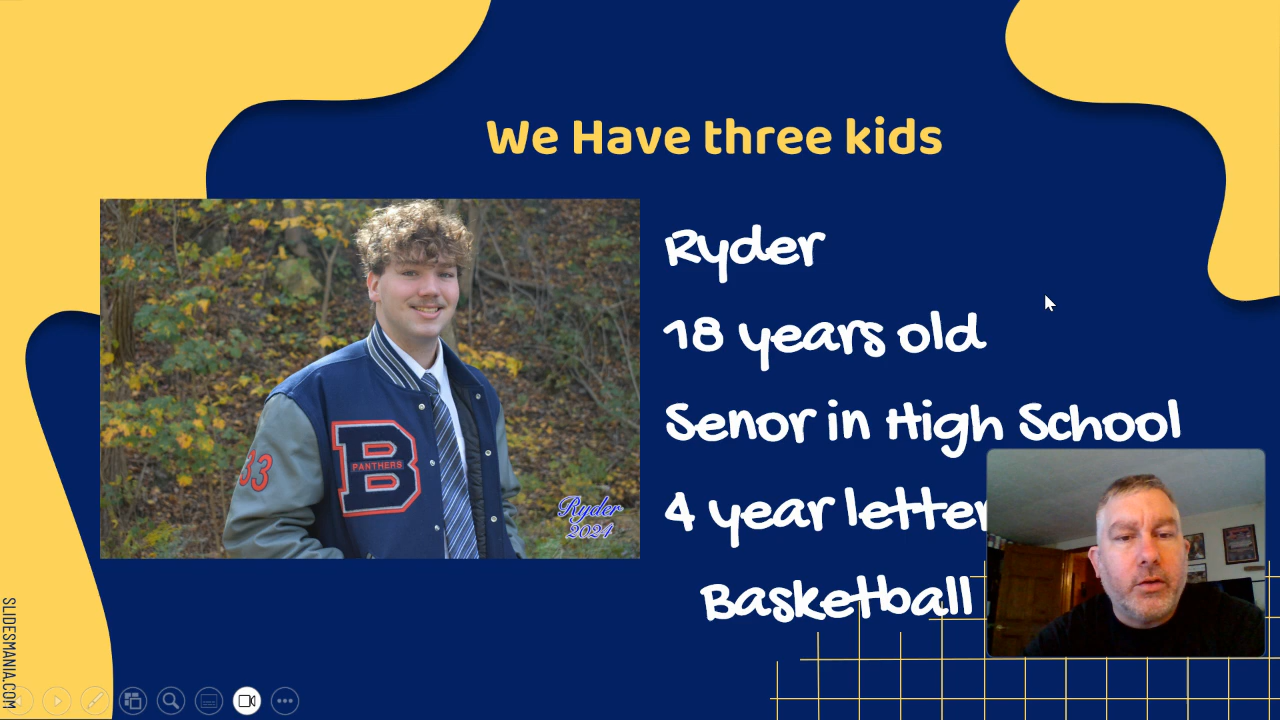 We Have three kids
Ryder
18 years old
Senor in High School
4 year letter
Basketball
33
B
PANTHERS
Ryder
2024
SLIDESMANIA.COM